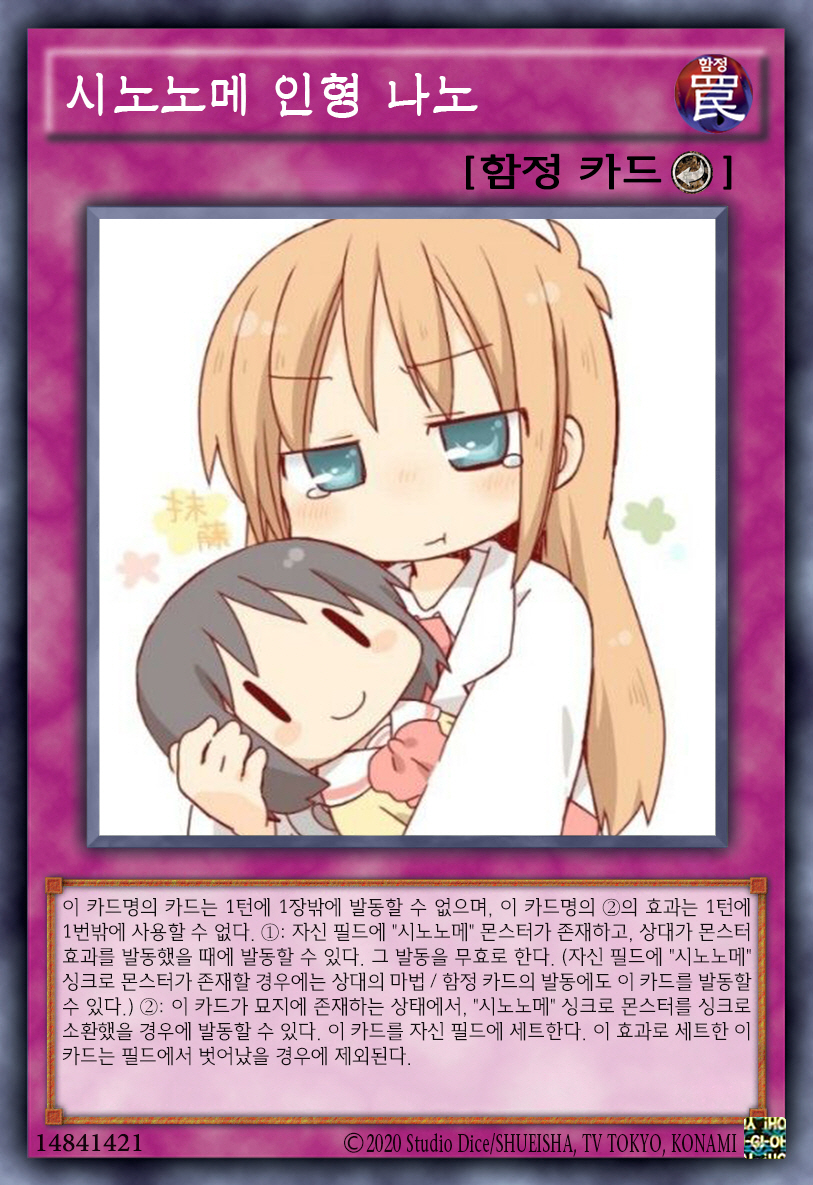 시노노메 인형 나노
함정
罠
[함정 카드]
抹
이 카드명의 카드는 1턴에 1장밖에 발동할 수 없으며, 이 카드명의 ②의 효과는 1턴에
1번밖에 사용할 수 없다. ①: 자신 필드에 "시노노메" 몬스터가 존재하고, 상대가 몬스터
효과를 발동했을 때에 발동할 수 있다. 그 발동을 무효로 한다. (자신 필드에 "시노노메"
싱크로 몬스터가 존재할 경우에는 상대의 마법 / 함정 카드의 발동에도 이 카드를 발동할
수 있다.) ②: 이 카드가 묘지에 존재하는 상태에서, "시노노메" 싱크로 몬스터를 싱크로
소환했을 경우에 발동할 수 있다. 이 카드를 자신 필드에 세트한다. 이 효과로 세트한 이
카드는 필드에서 벗어났을 경우에 제외된다.
14841421
©2020 Studio Dice/SHUEISHA, TV TOKYO, KONAMI